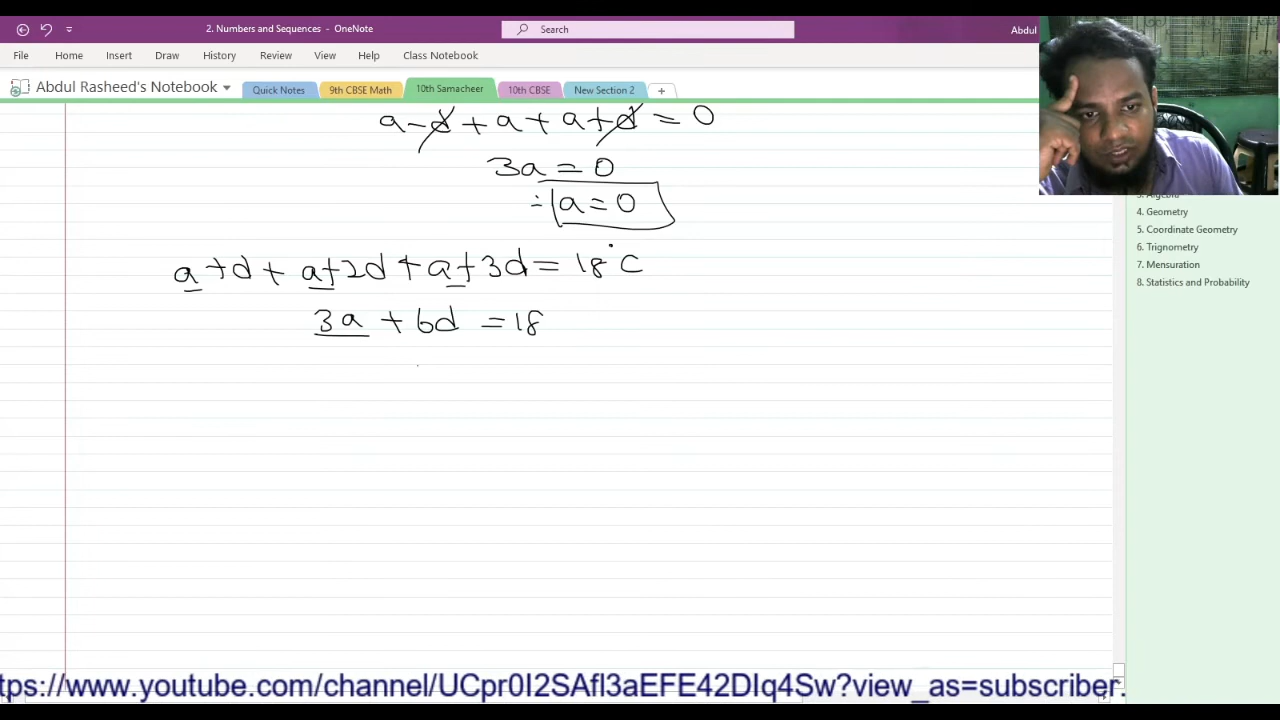 2. Numbers and Sequences - OneNote
Search
Abdul
File Home Insert Draw History Review View Help Class Notebook
Abdul Rasheed's Notebook
Quick Notes 9th CBSE Math 10th Samacheer 10th CBSE New Section 2 +
a-d+a+a+d=0
3a=0
∴ a=0
a+d+a+2d+a+3d=18°C
3a+6d=18
4. Geometry
5. Coordinate Geometry
6. Trignometry
7. Mensuration
8. Statistics and Probability
tps://www.youtube.com/channel/UCpr0I2SAfl3aEFE42DIq4Sw?view_as=subscriber.